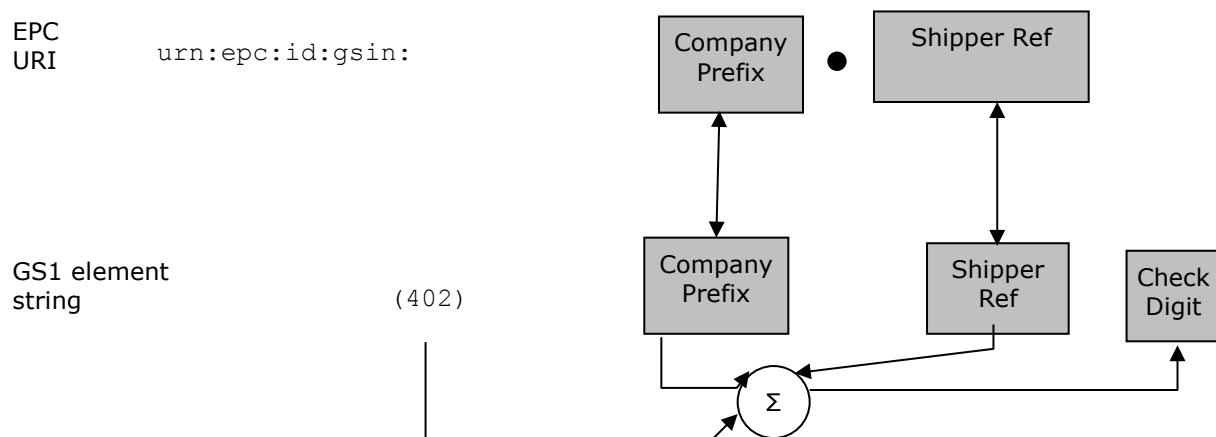 EPC
URI
urn:epc:id:gsin:
Company
Prefix
Shipper Ref
GS1 element
string
(402)
Company
Prefix
Shipper
Ref
Check
Digit
Σ